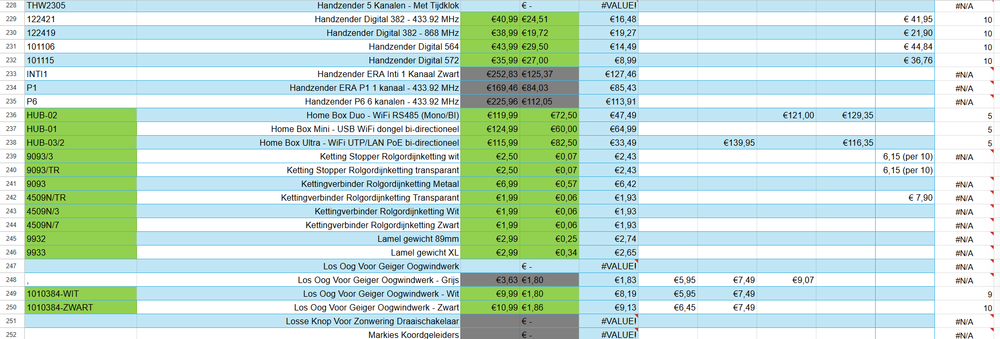 228 THW2305 Handzender 5 Kanalen - Met Tijdklok € - #VALUE! #N/A
229 122421 Handzender Digital 382 - 433.92 MHz €40,99 €24,51 €16,48 € 41,95 10
230 122419 Handzender Digital 382 - 868 MHz €38,99 €19,72 €19,27 € 21,90 10
231 101106 Handzender Digital 564 €43,99 €29,50 €14,49 € 44,84 10
232 101115 Handzender Digital 572 €35,99 €27,00 €8,99 € 36,76 10
233 INTI1 Handzender ERA Inti 1 Kanaal Zwart €252,83 €125,37 €127,46 #N/A
234 P1 Handzender ERA P1 1 kanaal - 433.92 MHz €169,46 €84,03 €85,43 #N/A
235 P6 Handzender P6 6 kanalen - 433.92 MHz €225,96 €112,05 €113,91 #N/A
236 HUB-02 Home Box Duo - WiFi RS485 (Mono/BI) €119,99 €72,50 €47,49 €121,00 €129,35 5
237 HUB-01 Home Box Mini - USB WiFi dongel bi-directioneel €124,99 €60,00 €64,99 5
238 HUB-03/2 Home Box Ultra - WiFi UTP/LAN PoE bi-directioneel €115,99 €82,50 €33,49 €139,95 €116,35 5
239 9093/3 Ketting Stopper Rolgordijnketting wit €2,50 €0,07 €2,43 6,15 (per 10) #N/A
240 9093/TR Ketting Stopper Rolgordijnketting transparant €2,50 €0,07 €2,43 6,15 (per 10)
241 9093 Kettingverbinder Rolgordijnketting Metaal €6,99 €0,57 €6,42 #N/A
242 4509N/TR Kettingverbinder Rolgordijnketting Transparant €1,99 €0,06 €1,93 € 7,90 #N/A
243 4509N/3 Kettingverbinder Rolgordijnketting Wit €1,99 €0,06 €1,93 #N/A
244 4509N/7 Kettingverbinder Rolgordijnketting Zwart €1,99 €0,06 €1,93 #N/A
245 9932 Lamel gewicht 89mm €2,99 €0,25 €2,74 #N/A
246 9933 Lamel gewicht XL €2,99 €0,34 €2,65 #N/A
247 Los Oog Voor Geiger Oogwindwerk € - #VALUE! #N/A
248 , Los Oog Voor Geiger Oogwindwerk - Grijs €3,63 €1,80 €1,83 €5,95 €7,49 €9,07 #N/A
249 1010384-WIT Los Oog Voor Geiger Oogwindwerk - Wit €9,99 €1,80 €8,19 €5,95 €7,49 9
250 1010384-ZWART Los Oog Voor Geiger Oogwindwerk - Zwart €10,99 €1,86 €9,13 €6,45 €7,49 10
251 Losse Knop Voor Zonwering Draaischakelaar € - #VALUE! #N/A
252 Markies Koordgeleiders € - #VALUE! #N/A